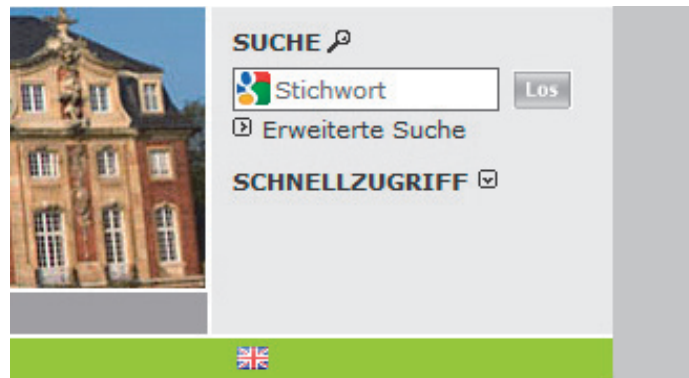 SUCHE
Stichwort
Los
Erweiterte Suche
SCHNELLZUGRIFF